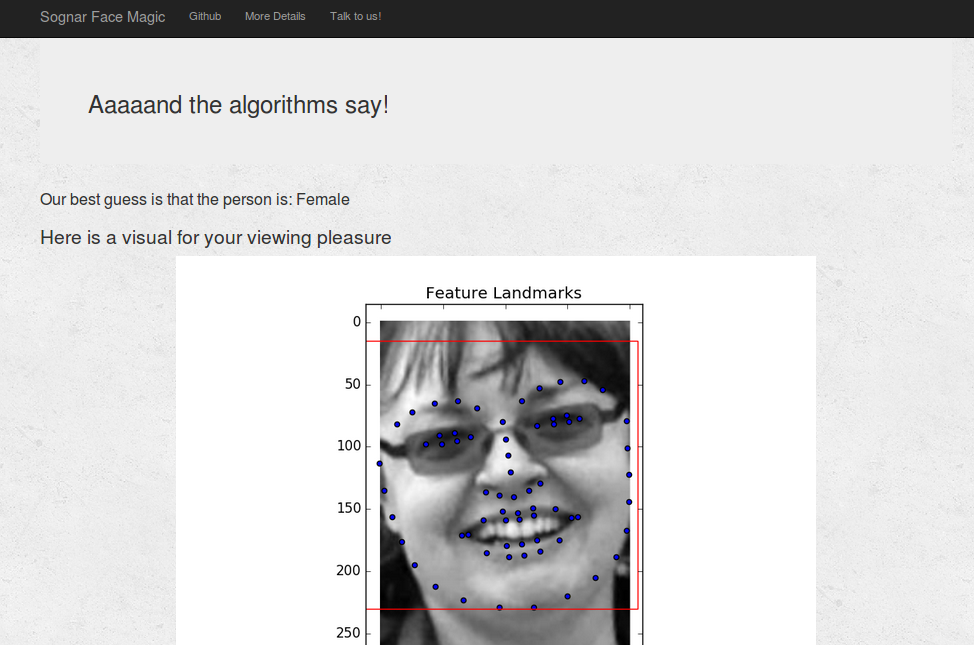 Sognar Face Magic Github More Details Talk to us!
Aaaaand the algorithms say!
Our best guess is that the person is: Female
Here is a visual for your viewing pleasure
Feature Landmarks
0
50
100
150
200
250